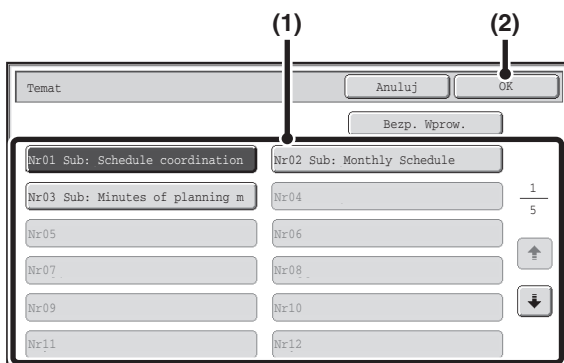 (1) (2)
Temat Anuluj OK
Bezp. Wprow.
Nr01 Sub: Schedule coordination Nr02 Sub: Monthly Schedule
Nr03 Sub: Minutes of planning m Nr04 1
5
Nr05 Nr06
Nr07 Nr08
Nr09 Nr10
Nr11 Nr12